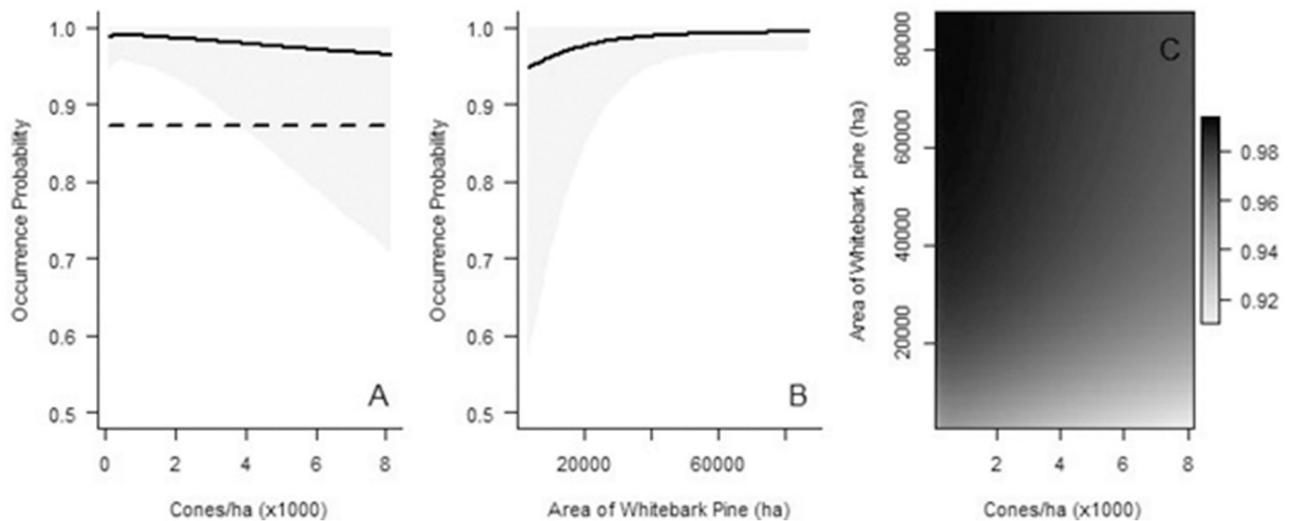 Occurrence Probability
1.0
0.9
0.8
0.7
0.6
0.5
A
0 2 4 6 8
Cones/ha (x1000)
Occurrence Probability
1.0
0.9
0.8
0.7
0.6
0.5
B
20000 60000
Area of Whitebark Pine (ha)
Area of Whitebark pine (ha)
80000
60000
40000
20000
C
2 4 6 8
Cones/ha (x1000)
0.98
0.96
0.94
0.92